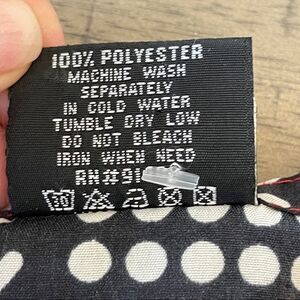 100% POLYESTER
MACHINE WASH
SEPARATELY
IN COLD WATER
TUMBLE DRY LOW
DO NOT BLEACH
IRON WHEN NEED
RN#91